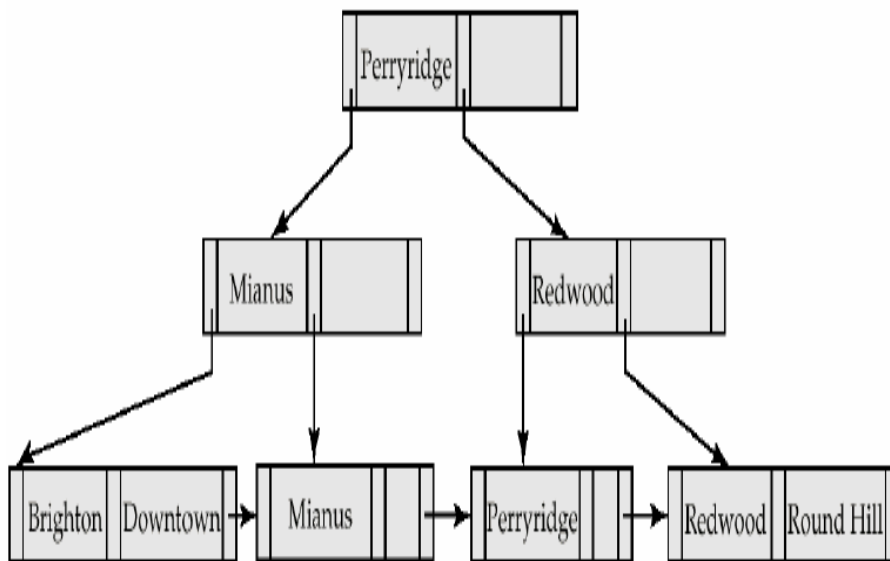 Perryridge
Mianus
Redwood
Brighton Downtown
Mianus
Perryridge
Redwood Round Hill